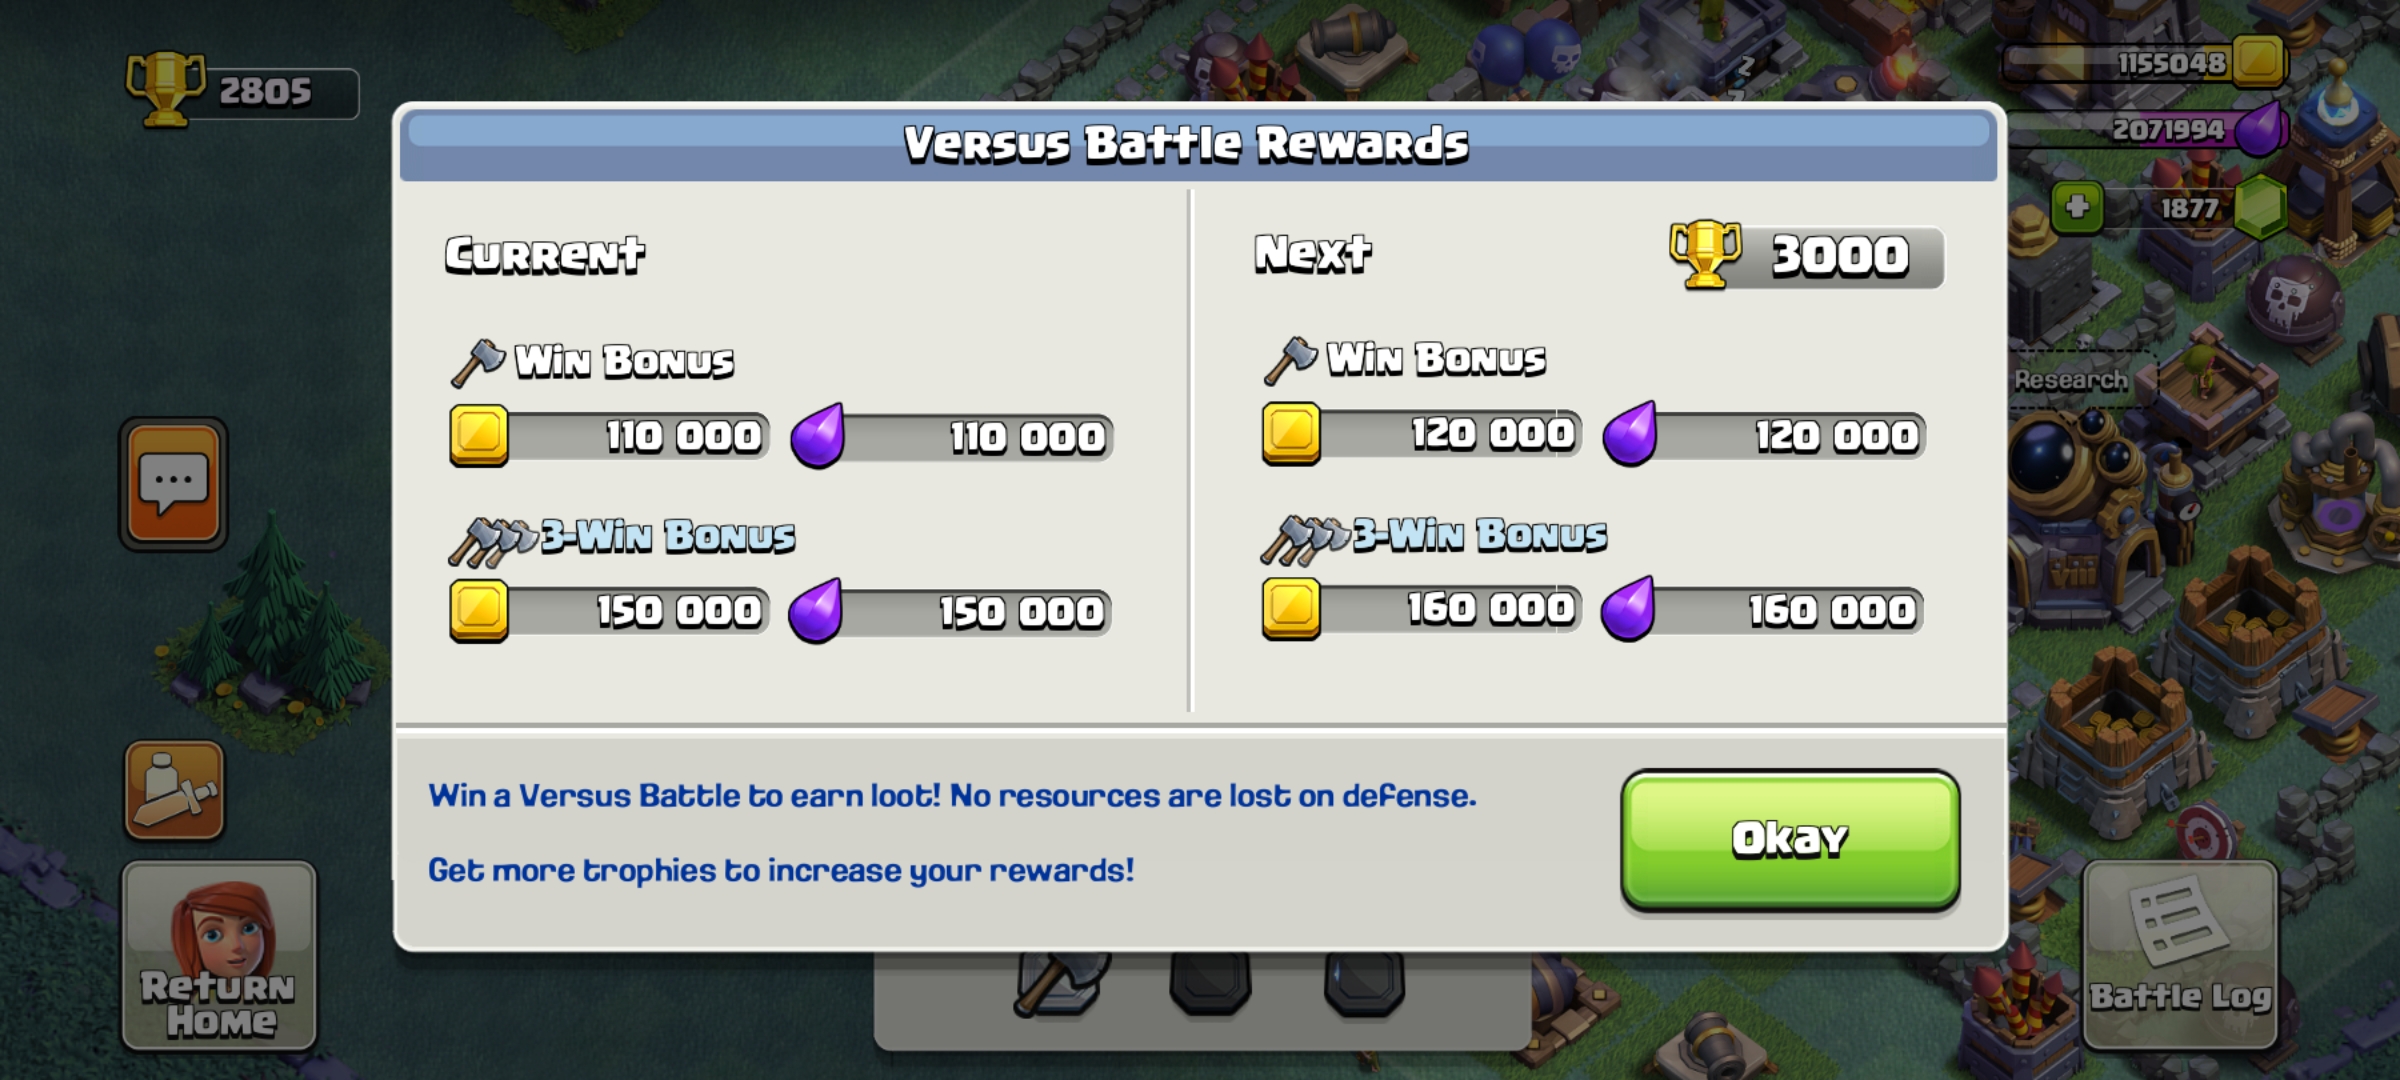 2805
1155048
2071994
1877
Versus Battle Rewards
Current
Next
3000
Win Bonus
Win Bonus
110 000
110 000
120 000
120 000
3-Win Bonus
3-Win Bonus
150 000
150 000
160 000
160 000
Research
VIII
Win a Versus Battle to earn loot! No resources are lost on defense.
Get more trophies to increase your rewards!
Okay
Return
Home
Battle Log